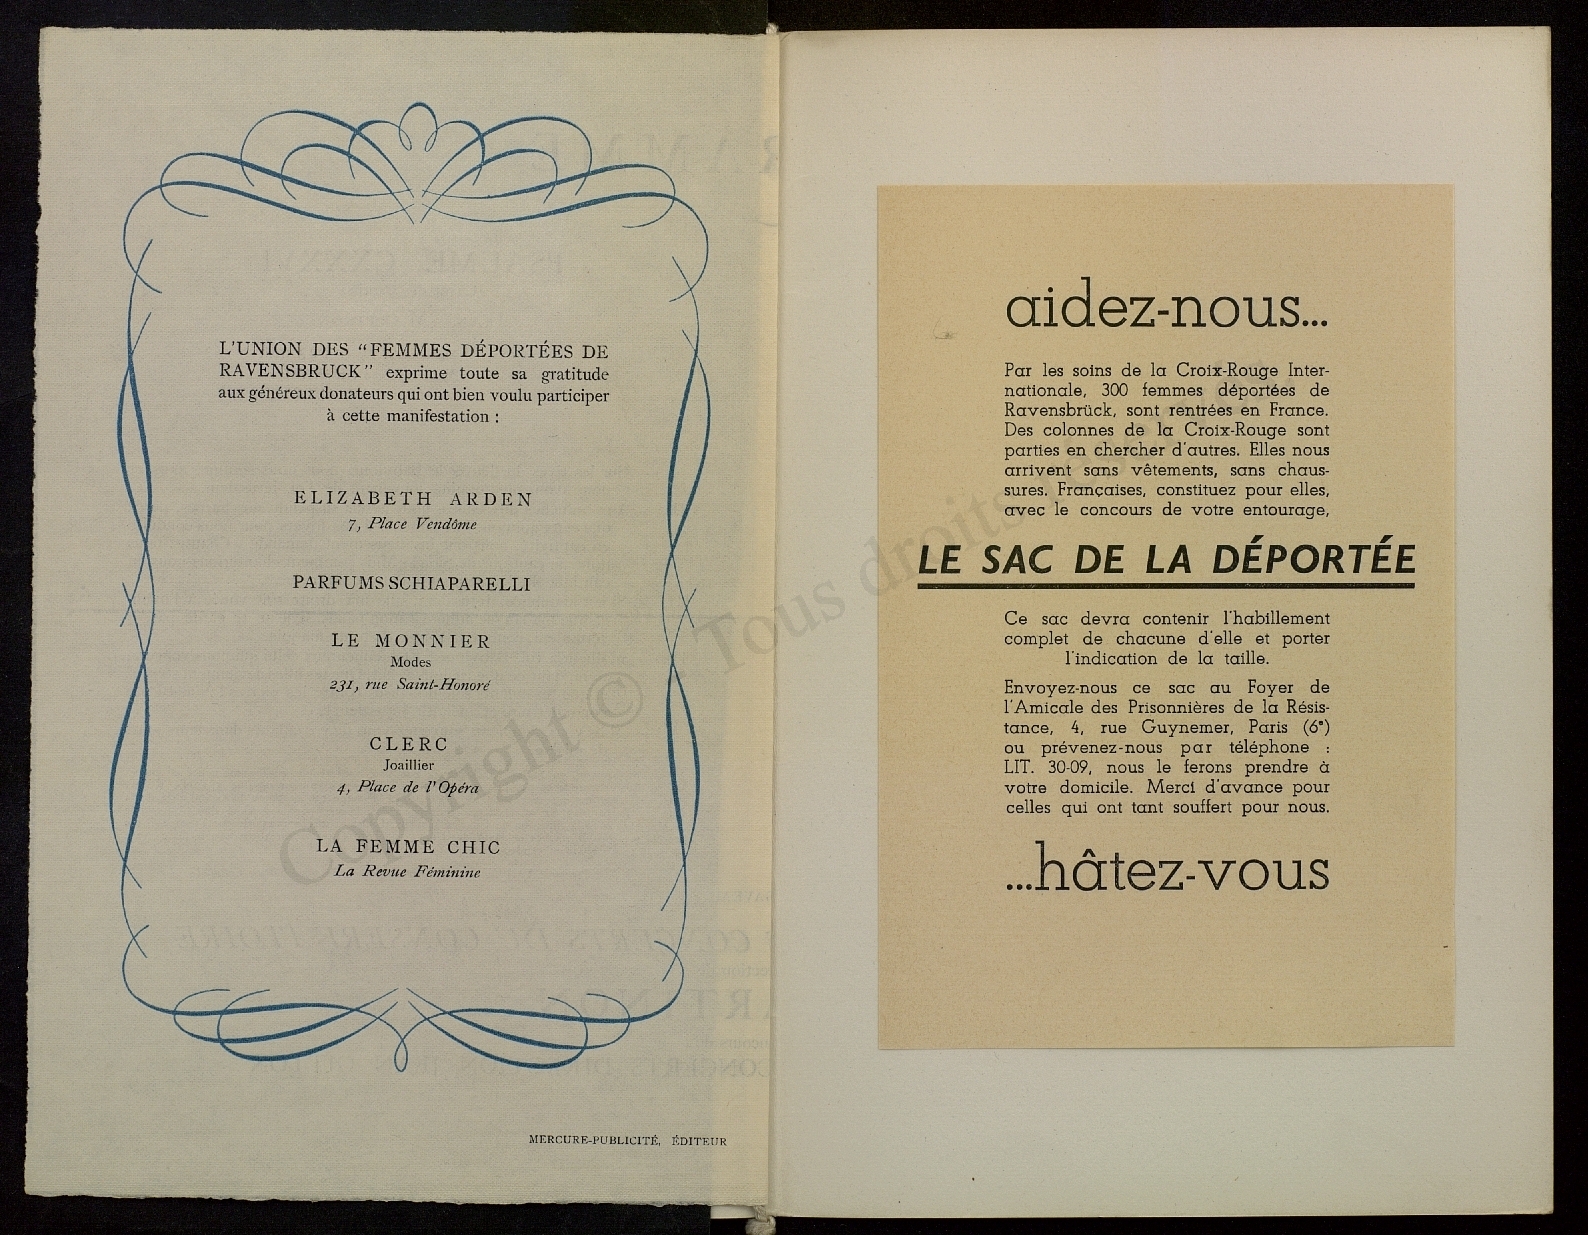 L'UNION DES "FEMMES DÉPORTÉES DE
RAVENSBRUCK" exprime toute sa gratitude
aux généreux donateurs qui ont bien voulu participer
à cette manifestation :
ELIZABETH ARDEN
7, Place Vendôme
PARFUMS SCHIAPARELLI
LE MONNIER
Modes
231, rue Saint-Honoré
CLERC
Joaillier
4, Place de l'Opéra
LA FEMME CHIC
La Revue Féminine
MERCURE-PUBLICITÉ, ÉDITEUR
aidez-nous...
Par les soins de la Croix-Rouge Inter-
nationale, 300 femmes déportées de
Ravensbrück, sont rentrées en France.
Des colonnes de la Croix-Rouge sont
parties en chercher d'autres. Elles nous
arrivent sans vêtements, sans chaus-
sures. Françaises, constituez pour elles,
avec le concours de votre entourage,
LE SAC DE LA DÉPORTÉE
Ce sac devra contenir l'habillement
complet de chacune d'elle et porter
l'indication de la taille.
Envoyez-nous ce sac au Foyer de
l'Amicale des Prisonnières de la Résis-
tance, 4, rue Guynemer, Paris (6e)
ou prévenez-nous par téléphone :
LIT. 30-09, nous le ferons prendre à
votre domicile. Merci d'avance pour
celles qui ont tant souffert pour nous.
...hâtez-vous
Copyright © Tous droits